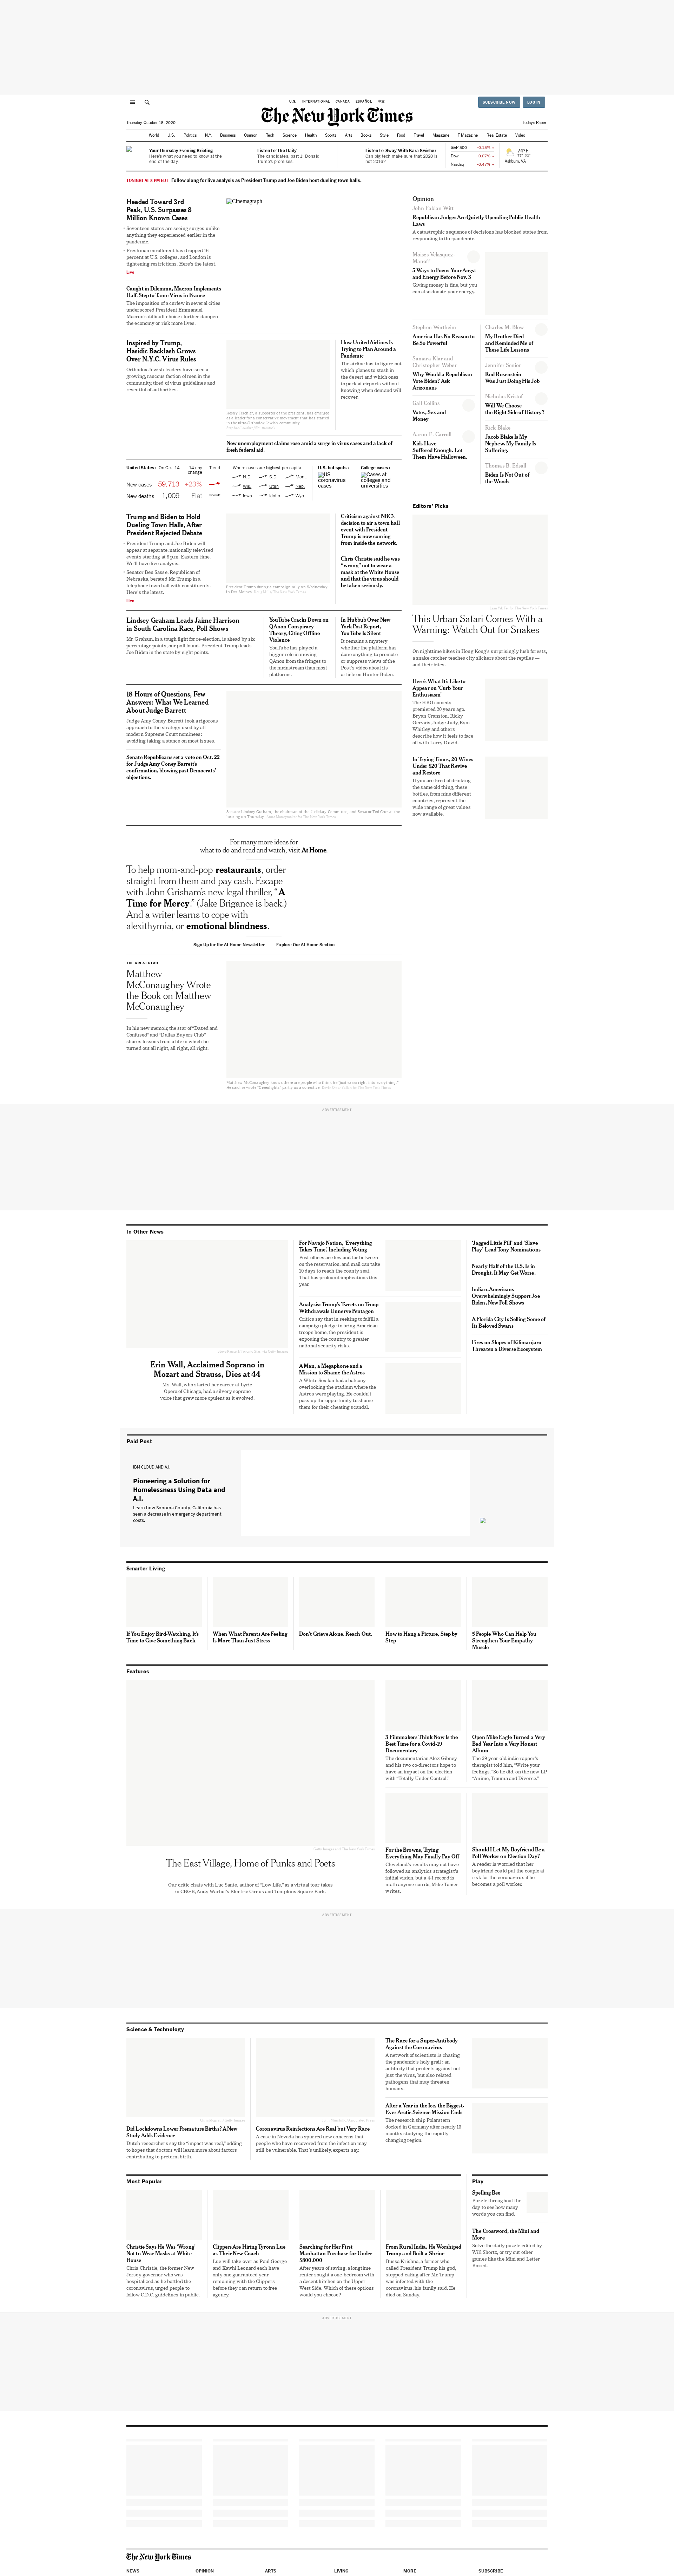 U.S. INTERNATIONAL CANADA ESPAÑOL 中文
SUBSCRIBE NOW LOG IN
The New York Times
Thursday, October 15, 2020
Today's Paper
World U.S. Politics N.Y. Business Opinion Tech Science Health Sports Arts Books Style Food Travel Magazine T Magazine Real Estate Video
Your Thursday Evening Briefing
Here's what you need to know at the end of the day.
Listen to 'The Daily'
The candidates, part 1: Donald Trump's promises.
Listen to 'Sway' With Kara Swisher
Can big tech make sure that 2020 is not 2016?
S&P 500 -0.15%
Dow -0.07%
Nasdaq -0.47%
Ashburn, VA
TONIGHT AT 8 PM EDT Follow along for live analysis as President Trump and Joe Biden host dueling town halls.
Headed Toward 3rd
Peak, U.S. Surpasses 8
Million Known Cases
Seventeen states are seeing surges unlike
anything they experienced earlier in the
pandemic.
Freshman enrollment has dropped 16
percent at U.S. colleges, and London is
tightening restrictions. Here's the latest.
Live
Caught in Dilemma, Macron Implements
Half-Step to Tame Virus in France
The imposition of a curfew in several cities
underscored President Emmanuel
Macron's difficult choice: further dampen
the economy or risk more lives.
Cinemagraph
Inspired by Trump,
Hasidic Backlash Grows
Over N.Y.C. Virus Rules
Orthodox Jewish leaders have seen a
growing, raucous faction of men in the
community, tired of virus guidelines and
resentful of authorities.
How United Airlines Is
Trying to Plan Around a
Pandemic
The airline has to figure out
which planes to stash in
the desert and which ones
to park at airports without
knowing when demand will
recover.
New unemployment claims rose amid a surge in virus cases and a lack of
fresh federal aid.
United States › On Oct. 14 14-day change Trend
New cases 59,713 +23%
New deaths 1,009 Flat
Where cases are highest per capita
N.D. S.D. Mont.
Wis. Utah Neb.
Iowa Idaho Wyo.
U.S. hot spots ›
US coronavirus cases
College cases ›
Cases at colleges and universities
Trump and Biden to Hold
Dueling Town Halls, After
President Rejected Debate
President Trump and Joe Biden will
appear at separate, nationally televised
events starting at 8 p.m. Eastern time.
We'll have live analysis.
Senator Ben Sasse, Republican of
Nebraska, berated Mr. Trump in a
telephone town hall with constituents.
Here's the latest.
Live
President Trump during a campaign rally on Wednesday
in Des Moines.
Criticism against NBC's
decision to air a town hall
event with President
Trump is now coming
from inside the network.
Chris Christie said he was
"wrong" not to wear a
mask at the White House
and that the virus should
be taken seriously.
Lindsey Graham Leads Jaime Harrison
in South Carolina Race, Poll Shows
Mr. Graham, in a tough fight for re-election, is ahead by six
percentage points, our poll found. President Trump leads
Joe Biden in the state by eight points.
YouTube Cracks Down on
QAnon Conspiracy
Theory, Citing Offline
Violence
YouTube has played a
bigger role in moving
QAnon from the fringes to
the mainstream than most
platforms.
In Hubbub Over New
York Post Report,
YouTube Is Silent
It remains a mystery
whether the platform has
done anything to suppress
or suppress views of the
Post's video about its
article on Hunter Biden.
18 Hours of Questions, Few
Answers: What We Learned
About Judge Barrett
Judge Amy Coney Barrett took a rigorous
approach to the strategy used by all
modern Supreme Court nominees:
avoiding taking a stance on most issues.
Senate Republicans set a vote on Oct. 22
for Judge Amy Coney Barrett's
confirmation, blowing past Democrats'
objections.
For many more ideas for
what to do and read and watch, visit At Home.
To help mom-and-pop restaurants, order
straight from them and pay cash. Escape
with John Grisham's new legal thriller, "A
Time for Mercy." (Jake Brigance is back.)
And a writer learns to cope with
alexithymia, or emotional blindness.
Sign Up for the At Home Newsletter Explore Our At Home Section
THE GREAT READ
Matthew
McConaughey Wrote
the Book on Matthew
McConaughey
In his new memoir, the star of "Dazed and
Confused" and "Dallas Buyers Club"
shares lessons from a life in which he
turned out all right, all right, all right.
Opinion
John Fabian Witt
Republican Judges Are Quietly Upending Public Health
Laws
A catastrophic sequence of decisions has blocked states from
responding to the pandemic.
Moises Velasquez-
Manoff
5 Ways to Focus Your Angst
and Energy Before Nov. 3
Giving money is fine, but you
can also donate your energy.
Stephen Wertheim
America Has No Reason to
Be So Powerful
Samara Klar and
Christopher Weber
Why Would a Republican
Vote Biden? Ask
Arizonans
Gail Collins
Votes, Sex and
Money
Aaron E. Carroll
Kids Have
Suffered Enough. Let
Them Have Halloween.
Charles M. Blow
My Brother Died
and Reminded Me of
These Life Lessons
Jennifer Senior
Rod Rosenstein
Was Just Doing His Job
Nicholas Kristof
Will We Choose
the Right Side of History?
Rich Blake
Jacob Blake Is My
Nephew. My Family Is
Suffering.
Thomas B. Edsall
Biden Is Not Out of
the Woods
Editors' Picks
This Urban Safari Comes With a
Warning: Watch Out for Snakes
On nighttime hikes in Hong Kong's surprisingly lush forests,
a snake catcher teaches city slickers about the reptiles —
and their bites.
Here's What It's Like to
Appear on 'Curb Your
Enthusiasm'
The HBO comedy
premiered 20 years ago.
Bryan Cranston, Ricky
Gervais, Judge Judy, Kym
Whitley and others
describe how it feels to face
off with Larry David.
In Trying Times, 20 Wines
Under $20 That Revive
and Restore
If you are tired of drinking
the same old thing, these
bottles, from nine different
countries, represent the
wide range of great values
now available.
ADVERTISEMENT
In Other News
Erin Wall, Acclaimed Soprano in
Mozart and Strauss, Dies at 44
Ms. Wall, who started her career at Lyric
Opera of Chicago, had a silvery soprano
voice that grew more opulent as it evolved.
For Navajo Nation, 'Everything
Takes Time,' Including Voting
Post offices are few and far between
on the reservation, and mail can take
10 days to reach the county seat.
That has profound implications this
year.
Analysis: Trump's Tweets on Troop
Withdrawals Unnerve Pentagon
Critics say that in seeking to fulfill a
campaign pledge to bring American
troops home, the president is
exposing the country to greater
national security risks.
A Man, a Megaphone and a
Mission to Shame the Astros
A White Sox fan had a balcony
overlooking the stadium where the
Astros were playing. He couldn't
pass up the opportunity to shame
them for their cheating scandal.
'Jagged Little Pill' and 'Slave
Play' Lead Tony Nominations
Nearly Half of the U.S. Is in
Drought. It May Get Worse.
Indian-Americans
Overwhelmingly Support Joe
Biden, New Poll Shows
A Florida City Is Selling Some of
Its Beloved Swans
Fires on Slopes of Kilimanjaro
Threaten a Diverse Ecosystem
Paid Post
IBM CLOUD AND A.I.
Pioneering a Solution for
Homelessness Using Data and
A.I.
Learn how Sonoma County, California has
seen a decrease in emergency department
costs.
Smarter Living
If You Enjoy Bird-Watching, It's
Time to Give Something Back
When What Parents Are Feeling
Is More Than Just Stress
Don't Grieve Alone. Reach Out.
How to Hang a Picture, Step by
Step
5 People Who Can Help You
Strengthen Your Empathy
Muscle
Features
The East Village, Home of Punks and Poets
Our critic chats with Luc Sante, author of "Low Life," as a virtual tour takes
in CBGB, Andy Warhol's Electric Circus and Tompkins Square Park.
3 Filmmakers Think Now Is the
Best Time for a Covid-19
Documentary
The documentarian Alex Gibney
and his two co-directors hope to
have an impact on the election
with "Totally Under Control."
Open Mike Eagle Turned a Very
Bad Year Into a Very Honest
Album
The 39-year-old indie rapper's
therapist told him, "Write your
feelings." So he did, on the new LP
"Anime, Trauma and Divorce."
For the Browns, Trying
Everything May Finally Pay Off
Cleveland's results may not have
followed an analytics strategist's
initial vision, but a 4-1 record is
nothing anyone can do, Mike Tanier
writes.
Should I Let My Boyfriend Be a
Poll Worker on Election Day?
A reader is worried that her
boyfriend could put the couple at
risk for the coronavirus if he
becomes a poll worker.
ADVERTISEMENT
Science & Technology
Did Lockdowns Lower Premature Births? A New
Study Adds Evidence
Dutch researchers say the "impact was real," adding
to hopes that doctors will learn more about factors
contributing to preterm birth.
Coronavirus Reinfections Are Real but Very Rare
A case in Nevada has spurred new concerns that
people who have recovered from the infection may
still be vulnerable. That's unlikely, experts say.
The Race for a Super-Antibody
Against the Coronavirus
A network of scientists is chasing
the pandemic's holy grail: an
antibody that protects against not
just the virus, but also related
pathogens that may threaten
humans.
After a Year in the Ice, the Biggest-
Ever Arctic Science Mission Ends
The research ship Polarstern
docked in Germany after nearly 13
months studying the rapidly
changing region.
Most Popular
Christie Says He Was 'Wrong'
Not to Wear Masks at White
House
Chris Christie, the former New
Jersey governor who was
hospitalized as he battled the
coronavirus, urged people to
follow C.D.C. guidelines in public.
Clippers Are Hiring Tyronn Lue
as Their New Coach
Lue will take over as Paul George
and Kawhi Leonard each have
only one guaranteed year
remaining with the Clippers
before they can return to free
agency.
Searching for Her First
Manhattan Purchase for Under
$800,000
After years of saving, a longtime
renter sought a one-bedroom with
a decent kitchen on the Upper
West Side. Which of these options
would you choose?
From Rural India, He Worshiped
Trump and Built a Shrine
Bussa Krishna, a farmer who
called President Trump his god,
stopped eating after Mr. Trump
was infected with the
coronavirus, his family said. He
died on Sunday.
Play
Spelling Bee
Puzzle throughout the
day to see how many
words you can find.
The Crossword, the Mini and
More
Solve the daily puzzle edited by
Will Shortz, or try our other
games like the Mini and Letter
Boxed.
ADVERTISEMENT
The New York Times
NEWS OPINION ARTS LIVING MORE SUBSCRIBE